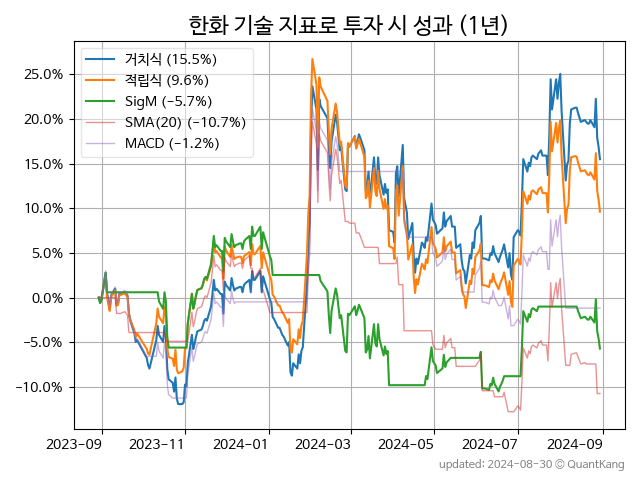 한화 기술 지표로 투자 시 성과 (1년)
거치식 (15.5%)
적립식 (9.6%)
SigM (−5.7%)
SMA(20) (−10.7%)
MACD (−1.2%)
25.0%
20.0%
15.0%
10.0%
5.0%
0.0%
−5.0%
−10.0%
2023-09 2023-11 2024-01 2024-03 2024-05 2024-07 2024-09
updated: 2024-08-30 © QuantKang